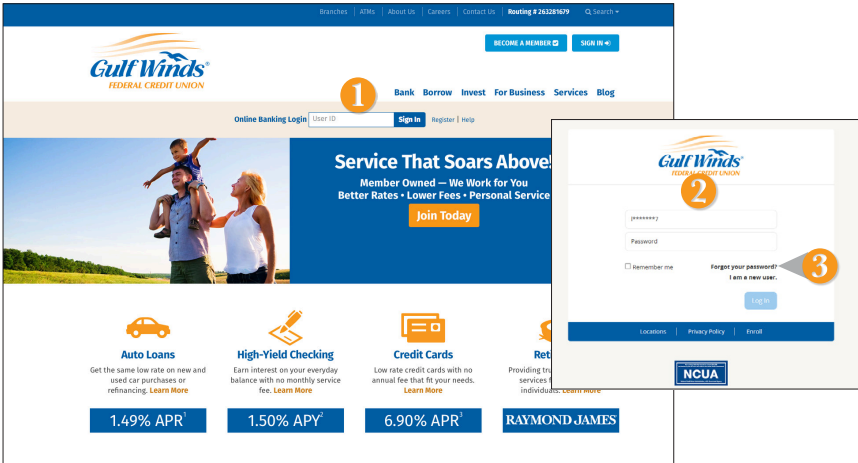 Branches | ATMs | About Us | Careers | Contact Us | Routing # 263281679 Search
BECOME A MEMBER SIGN IN
Gulf Winds®
FEDERAL CREDIT UNION
Bank Borrow Invest For Business Services Blog
1
Online Banking Login User ID Sign In Register | Help
Service That Soars Above!
Member Owned — We Work for You
Better Rates • Lower Fees • Personal Service
Join Today
Auto Loans
Get the same low rate on new and
used car purchases or
refinancing. Learn More
1.49% APR1
High-Yield Checking
Earn interest on your everyday
balance with no monthly service
fee. Learn More
1.50% APY2
Credit Cards
Low rate credit cards with no
annual fee that fit your needs.
Learn More
6.90% APR3
Ret
Providing tru
services f
individuals. Learn More
RAYMOND JAMES
Gulf Winds
FEDERAL CREDIT UNION
2
l*******7
Password
Remember me Forgot your password? 3
I am a new user.
Log in
Locations | Privacy Policy | Enroll
NCUA